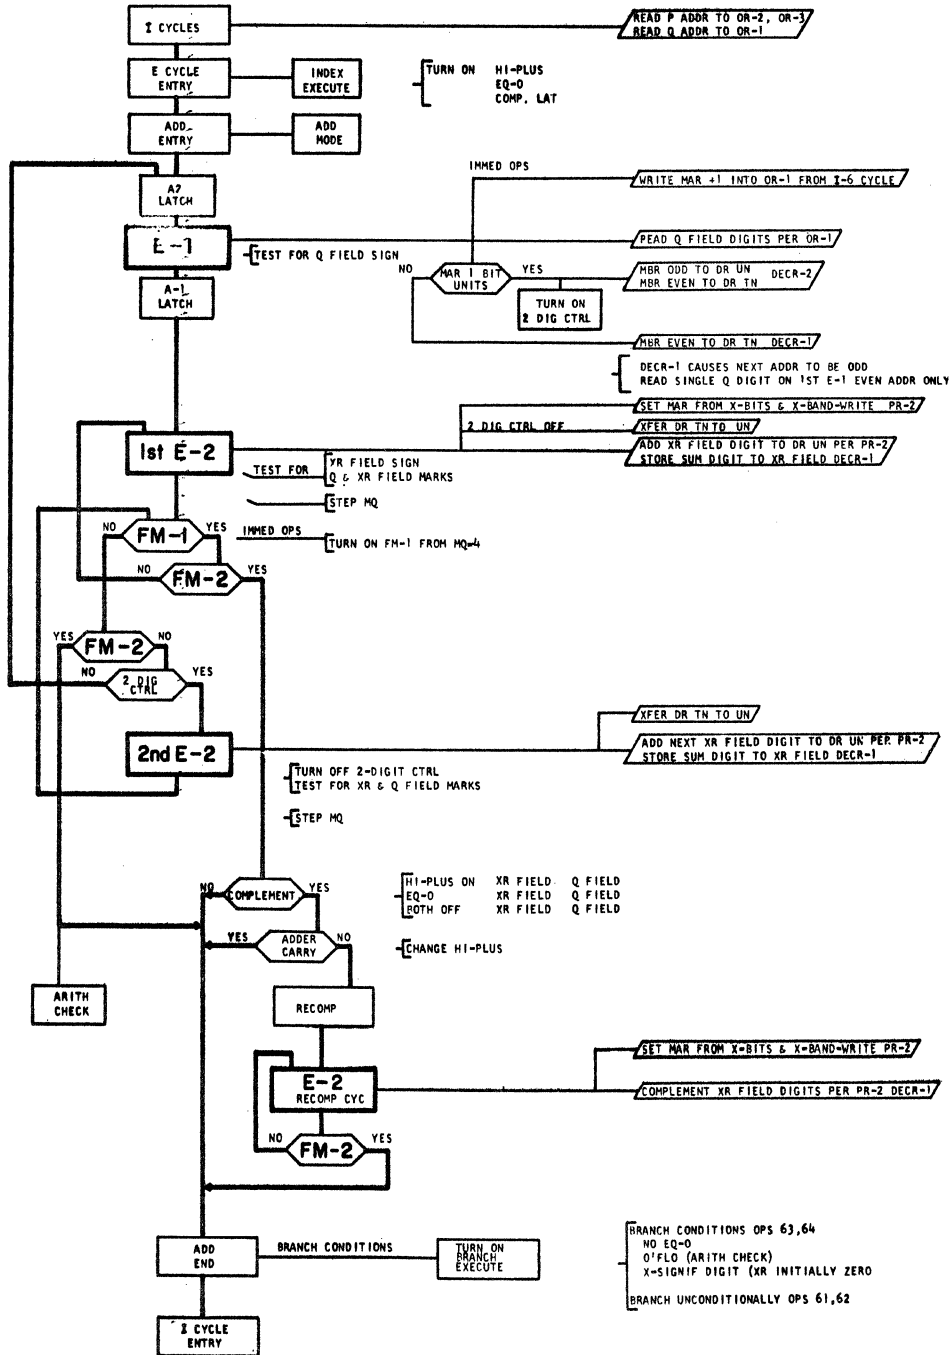 I CYCLES
READ P ADDR TO OR-2, OR-3
READ Q ADDR TO OR-1
E CYCLE
ENTRY
INDEX
EXECUTE
TURN ON HI-PLUS
EQ-0
COMP. LAT
ADD
ENTRY
ADD
MODE
IMMED OPS
A2
LATCH
WRITE MAR +1 INTO OR-1 FROM I-6 CYCLE
E-1
READ Q FIELD DIGITS PER OR-1
TEST FOR Q FIELD SIGN
NO
MAR 1 BIT
UNITS
YES
MBR ODD TO DR UN DECR-2
MBR EVEN TO DR TN
A-1
LATCH
TURN ON
2 DIG CTRL
MBR EVEN TO DR TN DECR-1
DECR-1 CAUSES NEXT ADDR TO BE ODD
READ SINGLE Q DIGIT ON 1ST E-1 EVEN ADDR ONLY
SET MAR FROM X-BITS & X-BAND-WRITE PR-2
2 DIG CTRL OFF
XFER DR TN TO UN
1st E-2
ADD XR FIELD DIGIT TO DR UN PER PR-2
STORE SUM DIGIT TO XR FIELD DECR-1
TEST FOR
XR FIELD SIGN
Q & XR FIELD MARKS
STEP MQ
NO
FM-1
YES
IMMED OPS
TURN ON FM-1 FROM MQ=4
NO
FM-2
YES
YES
FM-2
NO
NO
2 DIG
CTRL
YES
XFER DR TN TO UN
2nd E-2
ADD NEXT XR FIELD DIGIT TO DR UN PER PR-2
STORE SUM DIGIT TO XR FIELD DECR-1
TURN OFF 2-DIGIT CTRL
TEST FOR XR & Q FIELD MARKS
STEP MQ
NO
COMPLEMENT
YES
HI-PLUS ON XR FIELD Q FIELD
EQ-0 XR FIELD Q FIELD
BOTH OFF XR FIELD Q FIELD
YES
ADDER
CARRY
NO
CHANGE HI-PLUS
ARITH
CHECK
RECOMP
SET MAR FROM X-BITS & X-BAND-WRITE PR-2
E-2
RECOMP CYC
COMPLEMENT XR FIELD DIGITS PER PR-2 DECR-1
NO
FM-2
YES
ADD
END
BRANCH CONDITIONS
TURN ON
BRANCH
EXECUTE
BRANCH CONDITIONS OPS 63,64
NO EQ-0
O'FLO (ARITH CHECK)
X-SIGNIF DIGIT (XR INITIALLY ZERO
BRANCH UNCONDITIONALLY OPS 61,62
I CYCLE
ENTRY